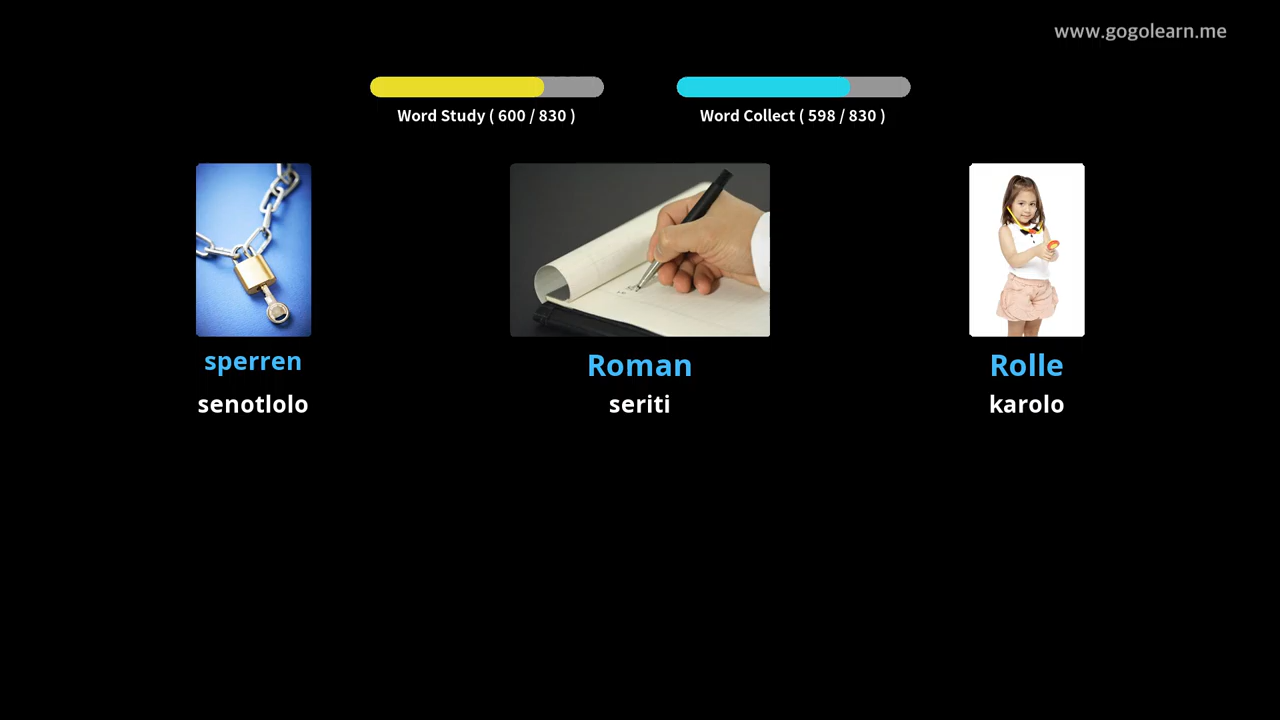 www.gogolearn.me
Word Study ( 600 / 830 )
Word Collect ( 598 / 830 )
sperren
senotlolo
Roman
seriti
Rolle
karolo